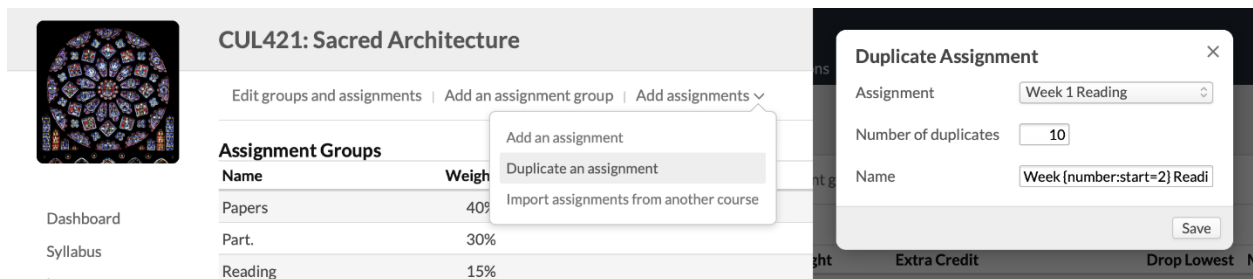 CUL421: Sacred Architecture
Edit groups and assignments | Add an assignment group | Add assignments
Add an assignment
Duplicate an assignment
Import assignments from another course
Assignment Groups
Name Weigh
Papers 40%
Part. 30%
Reading 15%
Dashboard
Syllabus
ns
Duplicate Assignment
Assignment Week 1 Reading
Number of duplicates 10
Name Week {number:start=2} Readi
Save
nt g
ght Extra Credit Drop Lowest